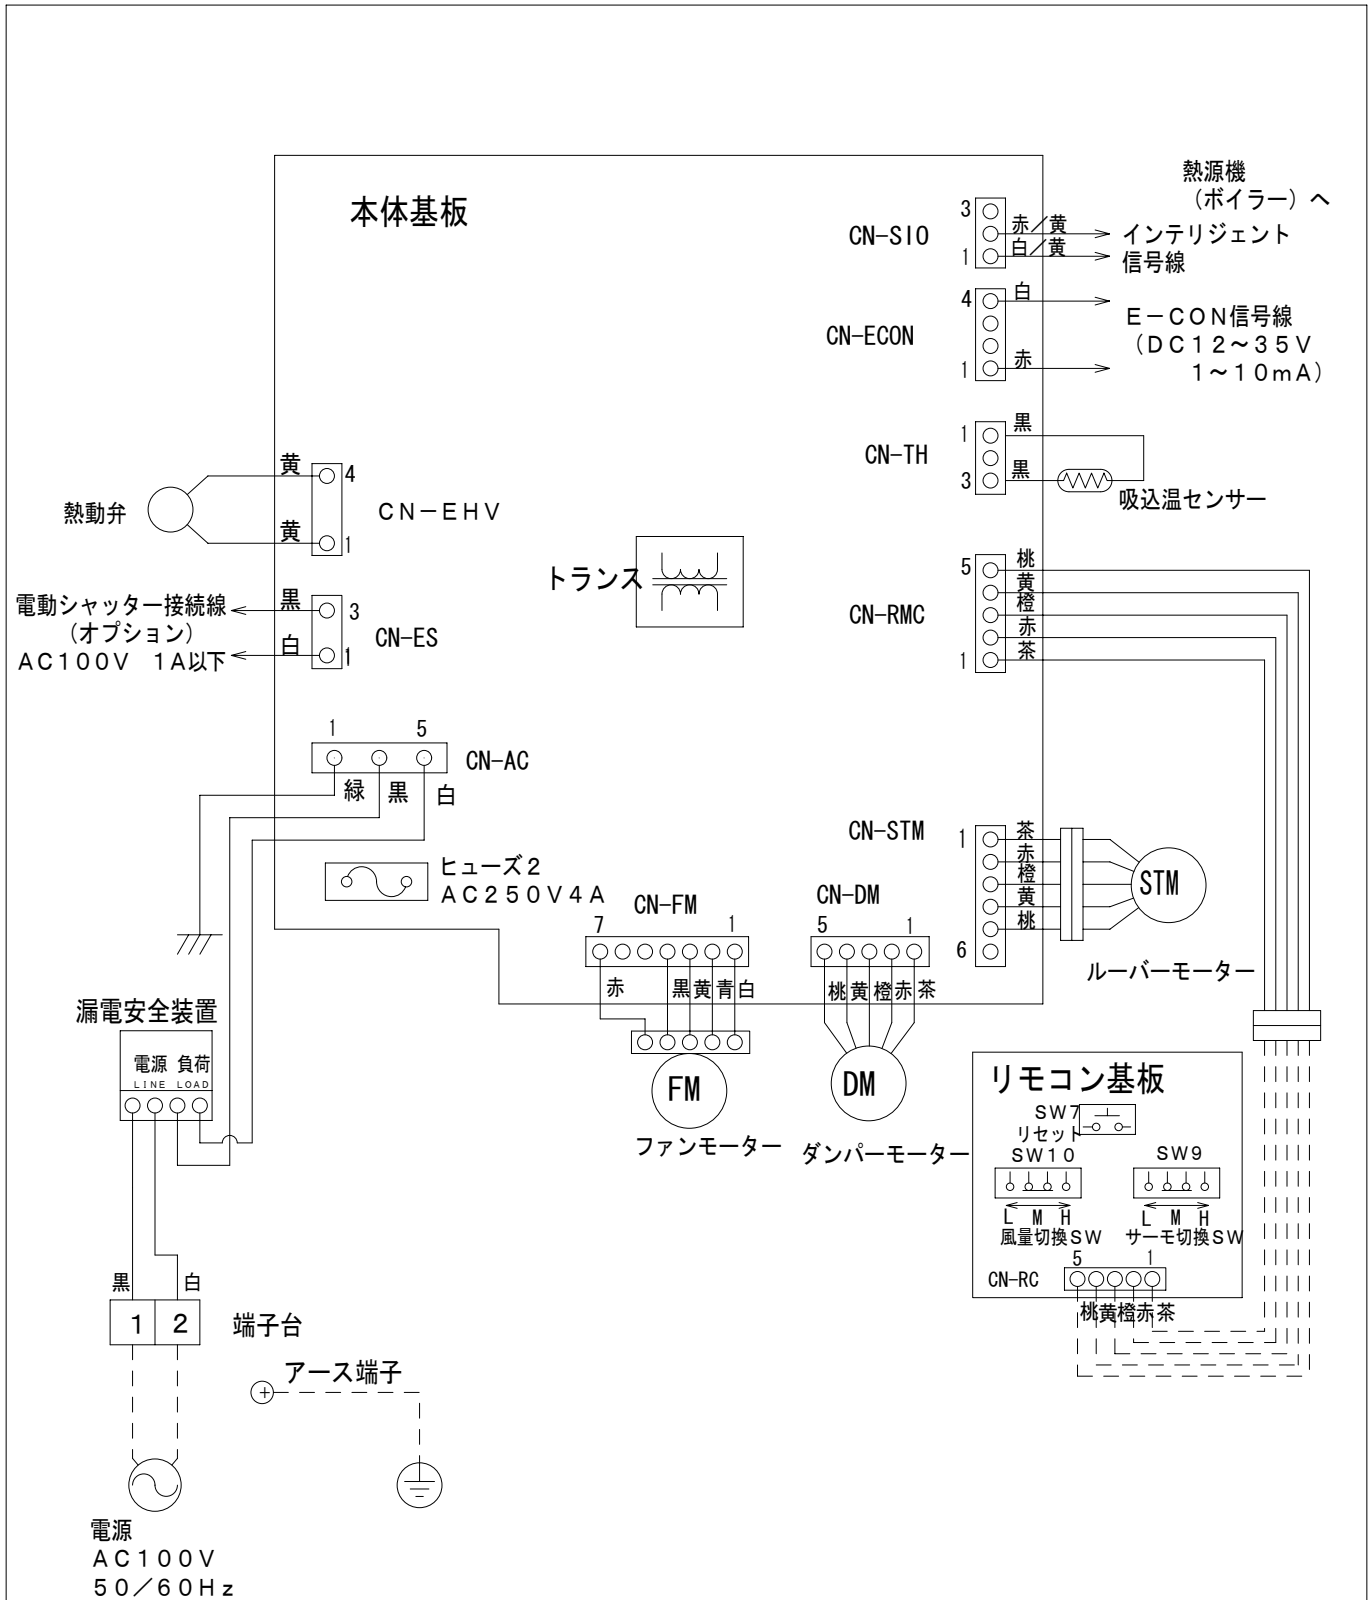 本体基板
熱源機
（ボイラー）へ
CN-SIO
3
赤／黄
1
白／黄
インテリジェント
信号線
CN-ECON
4
白
1
赤
Ｅ－ＣＯＮ信号線
（ＤＣ１２～３５Ｖ
１～１０ｍＡ）
CN-TH
1
黒
3
黒
吸込温センサー
熱動弁
黄
4
黄
1
ＣＮ－ＥＨＶ
トランス
CN-RMC
5
桃
黄
橙
赤
1
茶
電動シャッター接続線
（オプション）
ＡＣ１００Ｖ　１Ａ以下
黒
3
白
1
CN-ES
1 5
CN-AC
緑 黒 白
ヒューズ２
ＡＣ２５０Ｖ４Ａ
CN-STM
1
茶
赤
橙
黄
桃
6
STM
ルーバーモーター
CN-FM
7 1
赤 黒 黄 青 白
FM
ファンモーター
CN-DM
5 1
桃 黄 橙 赤 茶
DM
ダンパーモーター
漏電安全装置
電源 負荷
ＬＩＮＥ ＬＯＡＤ
リモコン基板
ＳＷ７
リセット
ＳＷ１０
L M H
風量切換ＳＷ
ＳＷ９
L M H
サーモ切換ＳＷ
5 1
CN-RC
桃黄橙赤茶
黒 白
1 2
端子台
アース端子
電源
ＡＣ１００Ｖ
５０／６０Ｈｚ